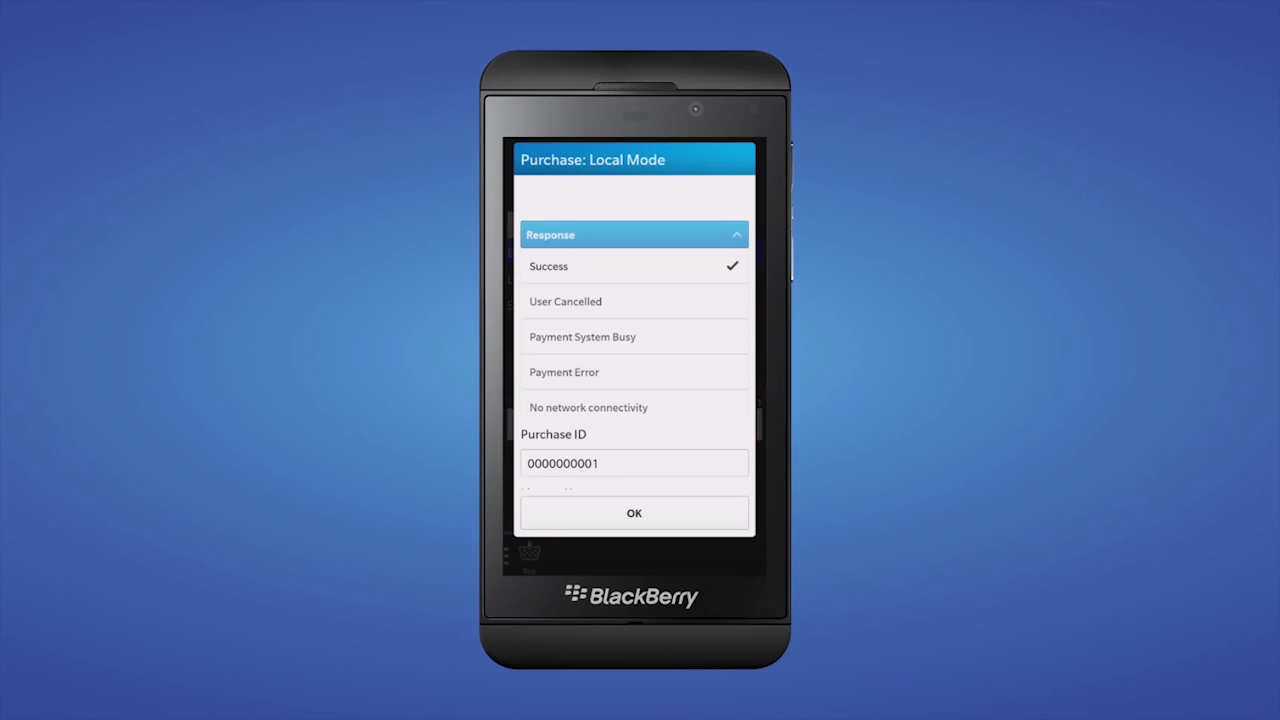 Purchase: Local Mode
Response
Success
User Cancelled
Payment System Busy
Payment Error
No network connectivity
Purchase ID
0000000001
OK
Buy
BlackBerry